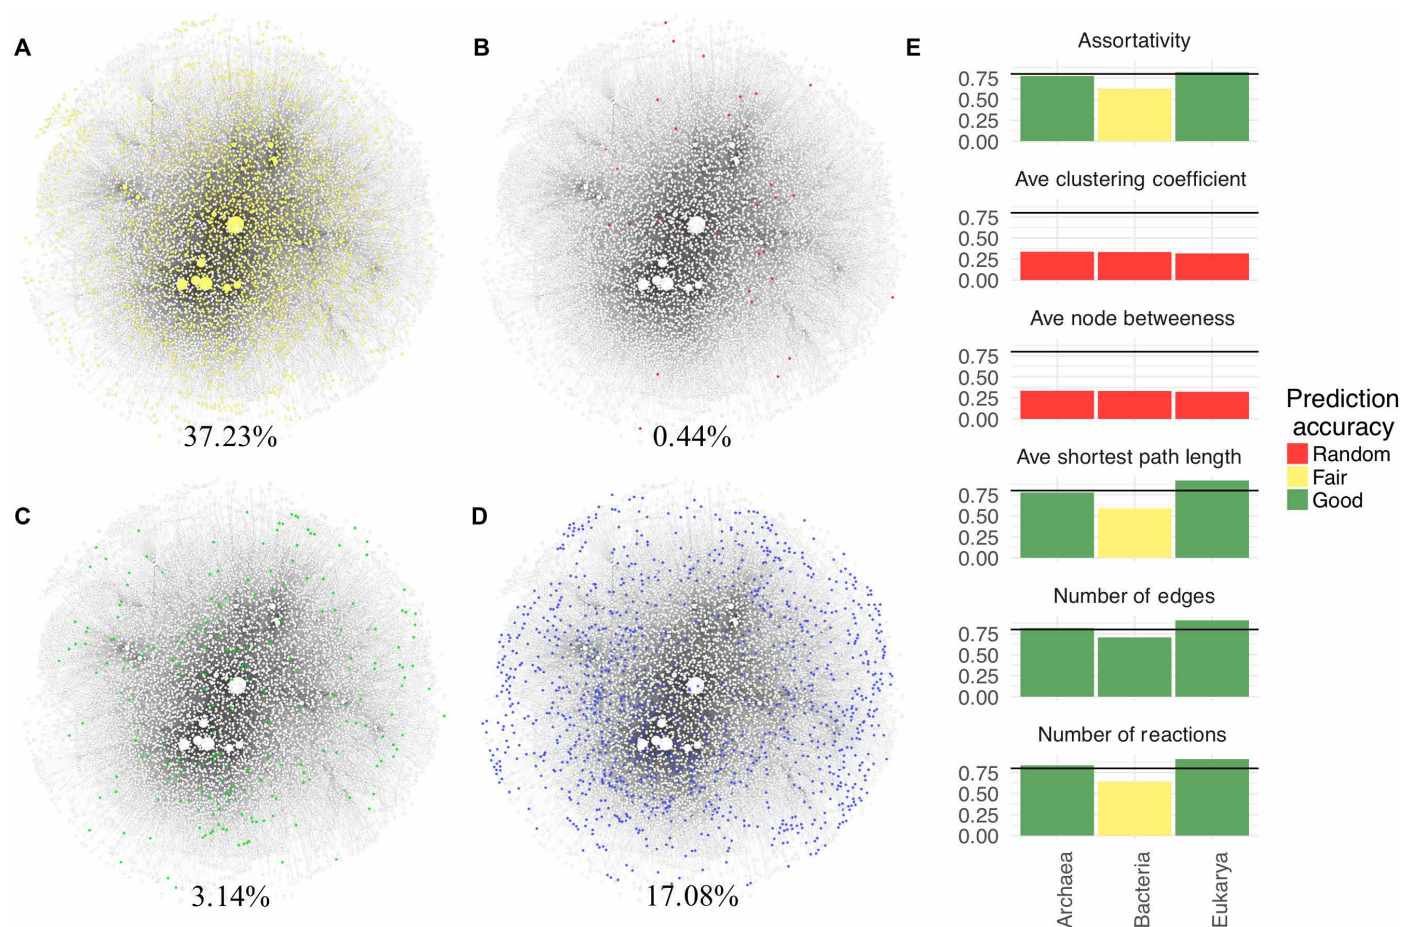 A
37.23%
B
0.44%
C
3.14%
D
17.08%
E
Assortativity
0.75
0.50
0.25
0.00
Ave clustering coefficient
0.75
0.50
0.25
0.00
Ave node betweeness
0.75
0.50
0.25
0.00
Ave shortest path length
0.75
0.50
0.25
0.00
Number of edges
0.75
0.50
0.25
0.00
Number of reactions
0.75
0.50
0.25
0.00
Archaea
Bacteria
Eukarya
Prediction
accuracy
Random
Fair
Good